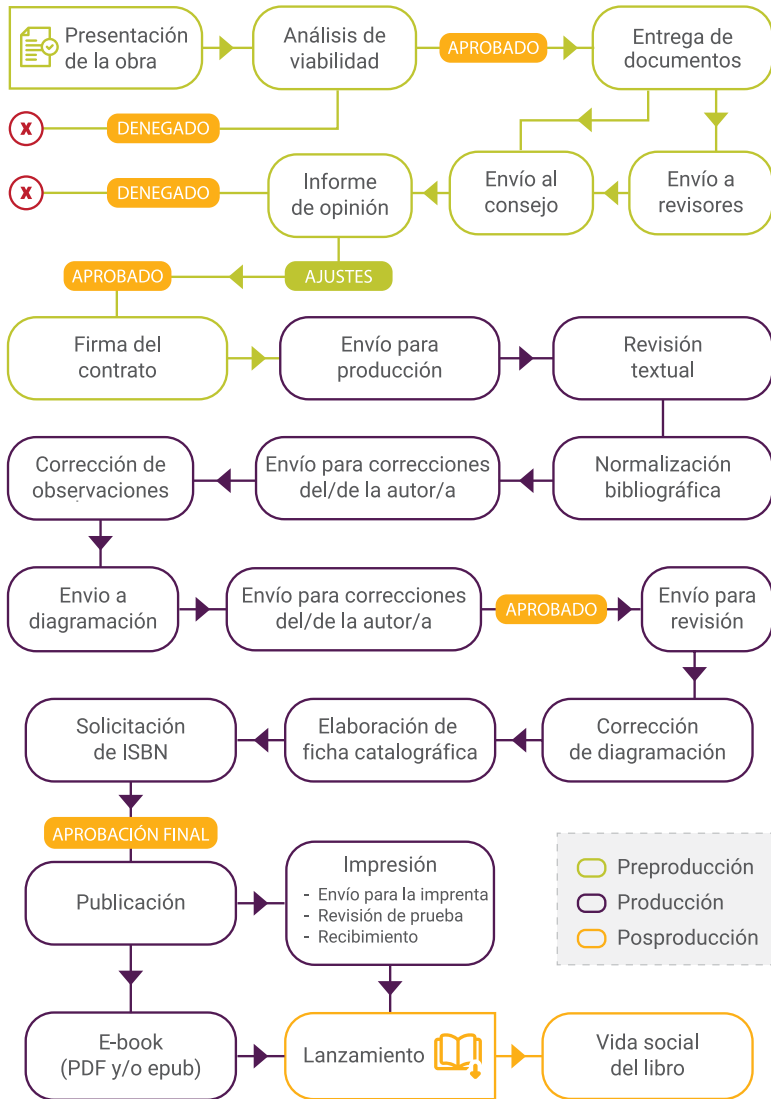 Presentación
de la obra
Análisis de
viabilidad
APROBADO
Entrega de
documentos
X
DENEGADO
X
DENEGADO
Informe
de opinión
Envío al
consejo
Envío a
revisores
APROBADO
AJUSTES
Firma del
contrato
Envío para
producción
Revisión
textual
Corrección de
observaciones
Envío para correcciones
del/de la autor/a
Normalización
bibliográfica
Envio a
diagramación
Envío para correcciones
del/de la autor/a
APROBADO
Envío para
revisión
Solicitación
de ISBN
Elaboración de
ficha catalográfica
Corrección
de diagramación
APROBACIÓN FINAL
Publicación
Impresión
- Envío para la imprenta
- Revisión de prueba
- Recibimiento
Preproducción
Producción
Posproducción
E-book
(PDF y/o epub)
Lanzamiento
Vida social
del libro